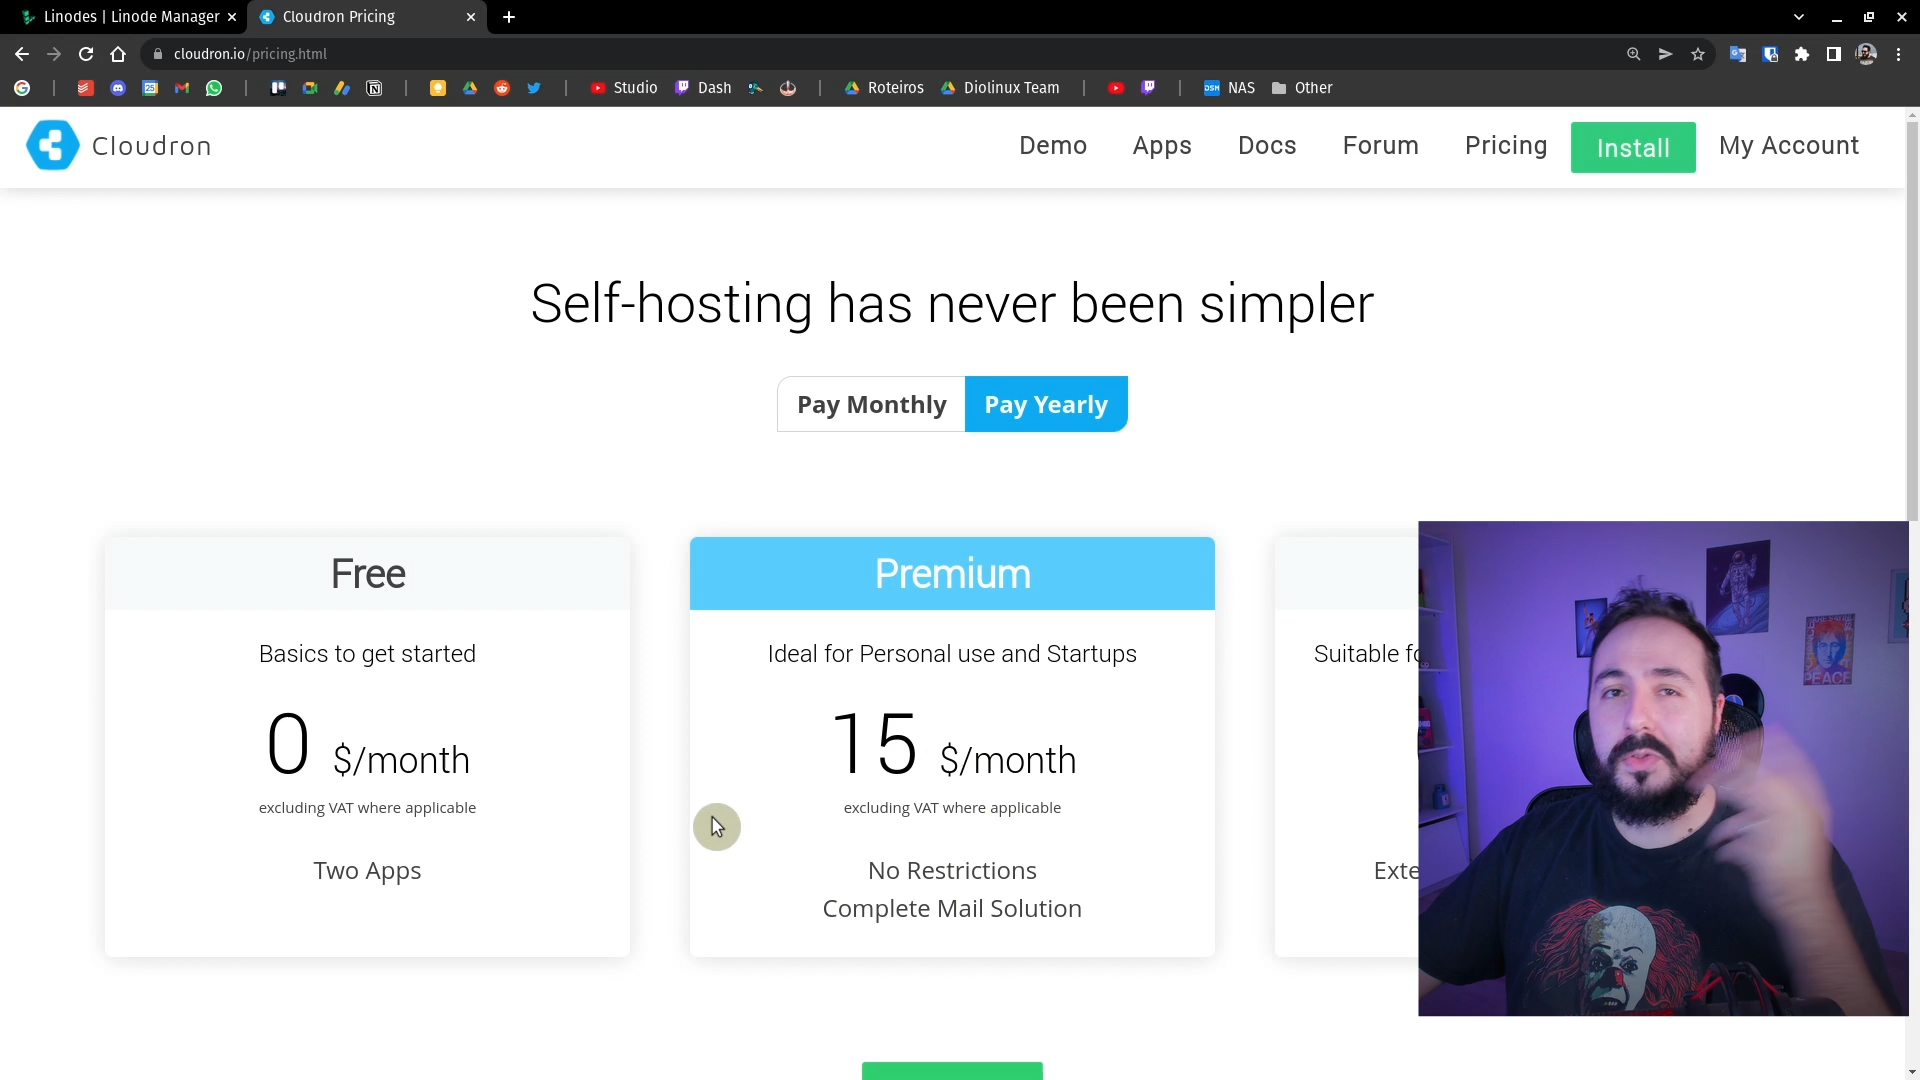 Linodes | Linode Manager
Cloudron Pricing
cloudron.io/pricing.html
Studio
Dash
Roteiros
Diolinux Team
NAS
Other
Cloudron
Demo
Apps
Docs
Forum
Pricing
Install
My Account
Self-hosting has never been simpler
Pay Monthly
Pay Yearly
Free
Basics to get started
0 $/month
excluding VAT where applicable
Two Apps
Premium
Ideal for Personal use and Startups
15 $/month
excluding VAT where applicable
No Restrictions
Complete Mail Solution
Suitable
PEACE